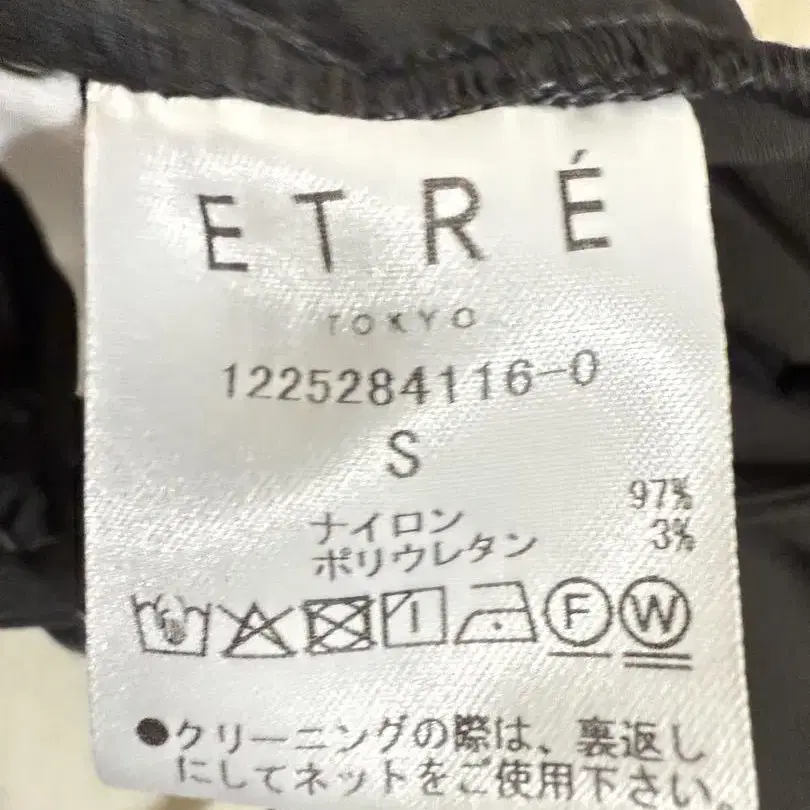 ETRÉ
TOKYO
1225284116-0
S
ナイロン 97%
ポリウレタン 3%
F W
●クリーニングの際は、裏返し
にしてネットをご使用下さい